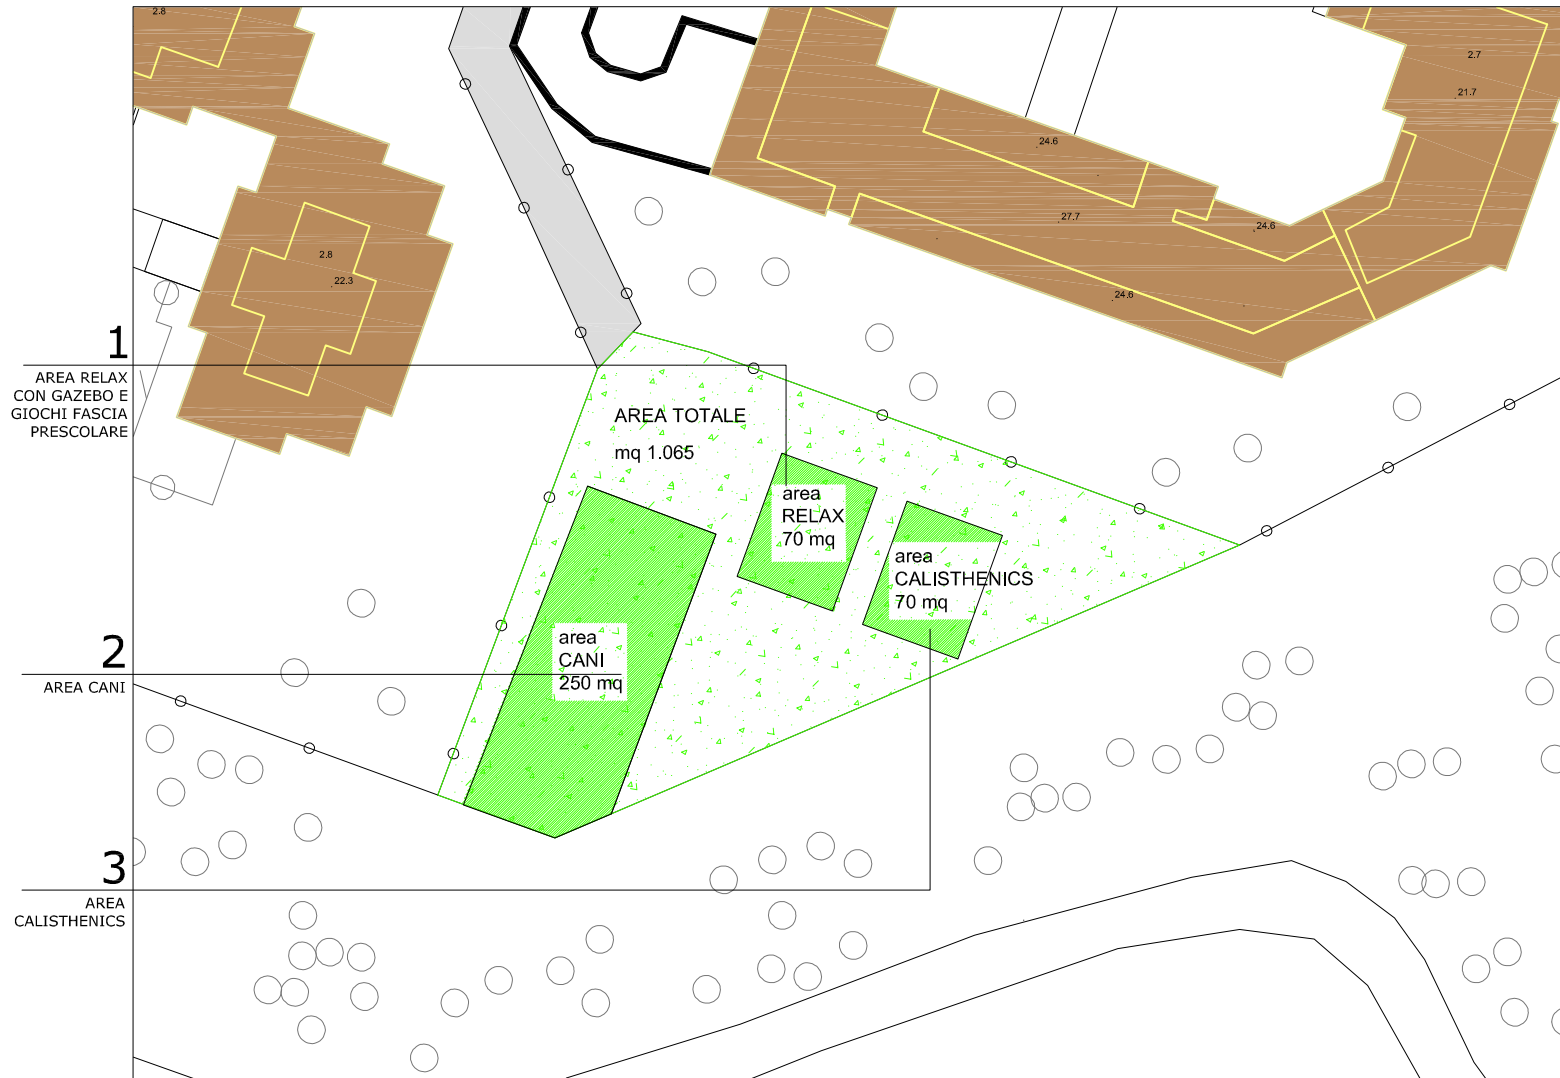 2.8
2.7
21.7
24.6
27.7
24.6
24.6
2.8
22.3
1
AREA RELAX
CON GAZEBO E
GIOCHI FASCIA
PRESCOLARE
AREA TOTALE
mq 1.065
area
RELAX
70 mq
area
CALISTHENICS
70 mq
area
CANI
250 mq
2
AREA CANI
3
AREA
CALISTHENICS